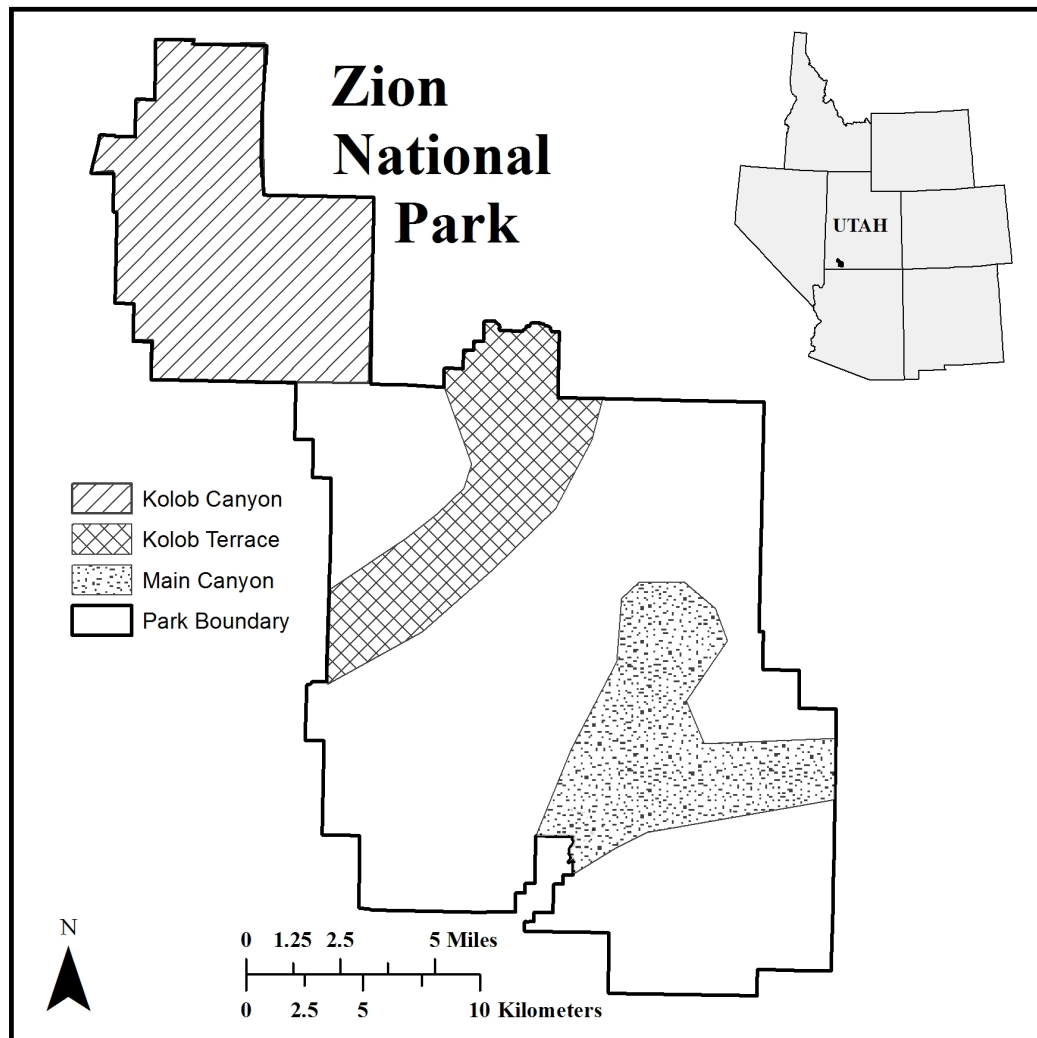 Zion
National
Park
UTAH
Kolob Canyon
Kolob Terrace
Main Canyon
Park Boundary
N
0 1.25 2.5 5 Miles
0 2.5 5 10 Kilometers